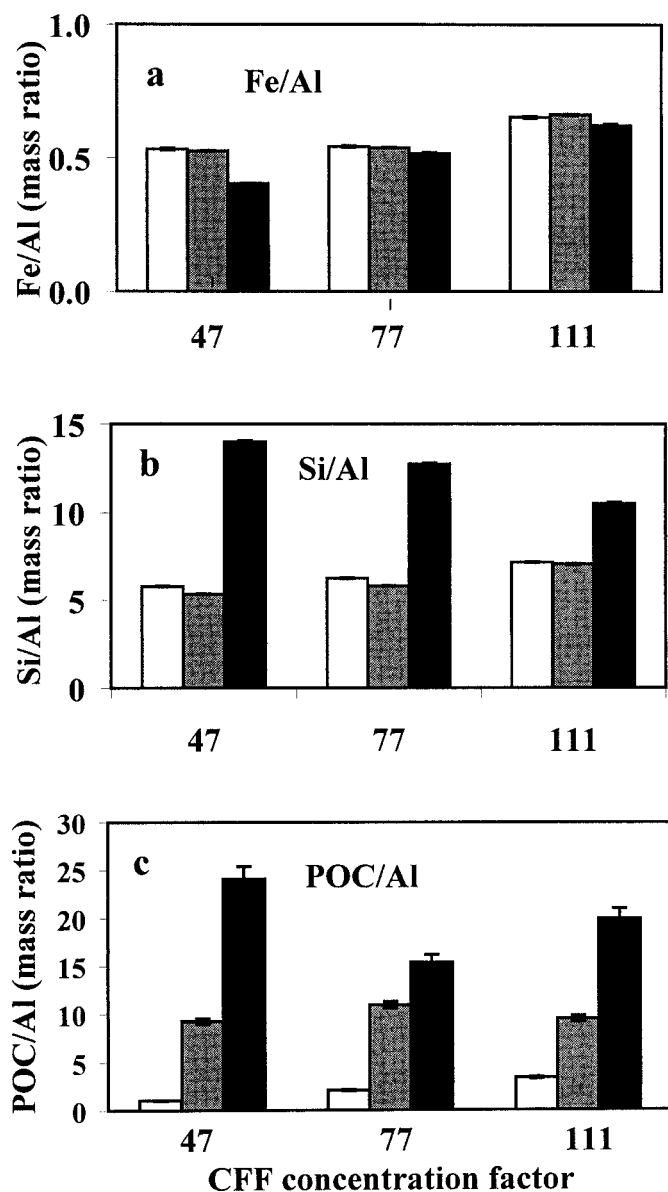 a Fe/Al
Fe/Al (mass ratio)
1.0
0.5
0.0
47 77 111
b Si/Al
Si/Al (mass ratio)
15
10
5
0
47 77 111
c POC/Al
POC/Al (mass ratio)
30
25
20
15
10
5
0
47 77 111
CFF concentration factor